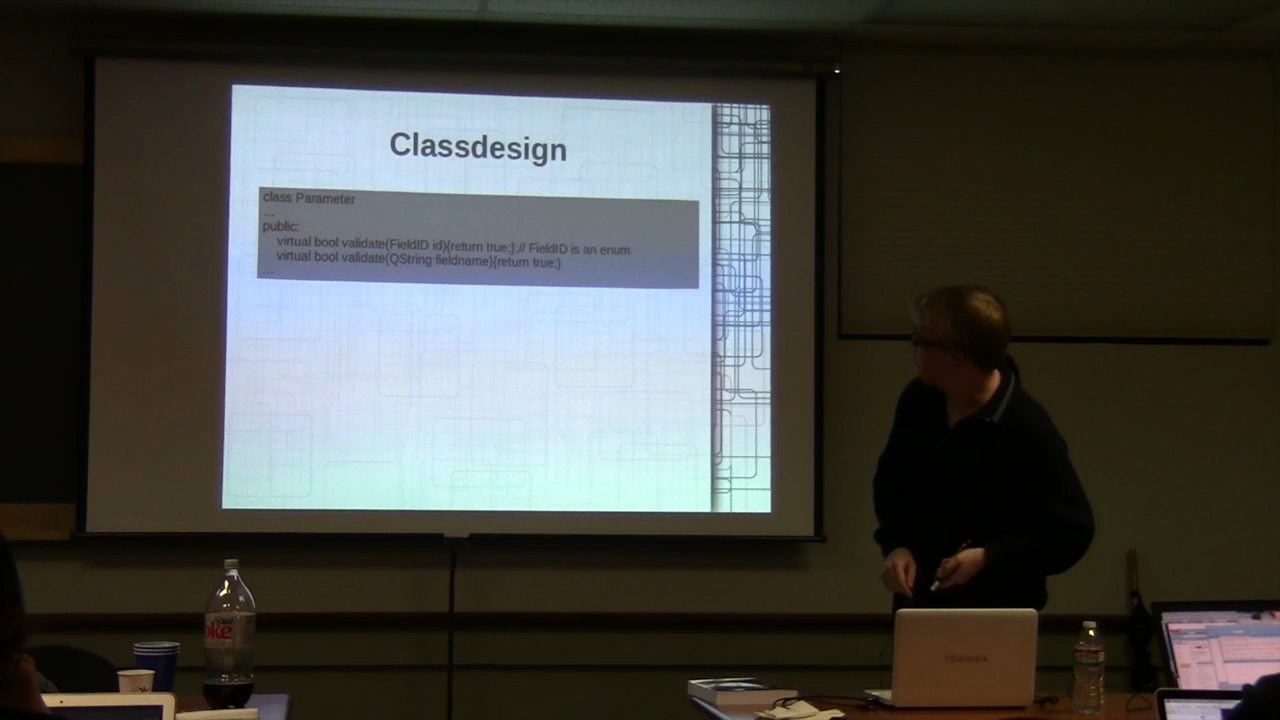 Classdesign
class Parameter
...
public:
virtual bool validate(FieldID id){return true;};// FieldID is an enum
virtual bool validate(QString fieldname){return true;}
...
oke
TOSHIBA